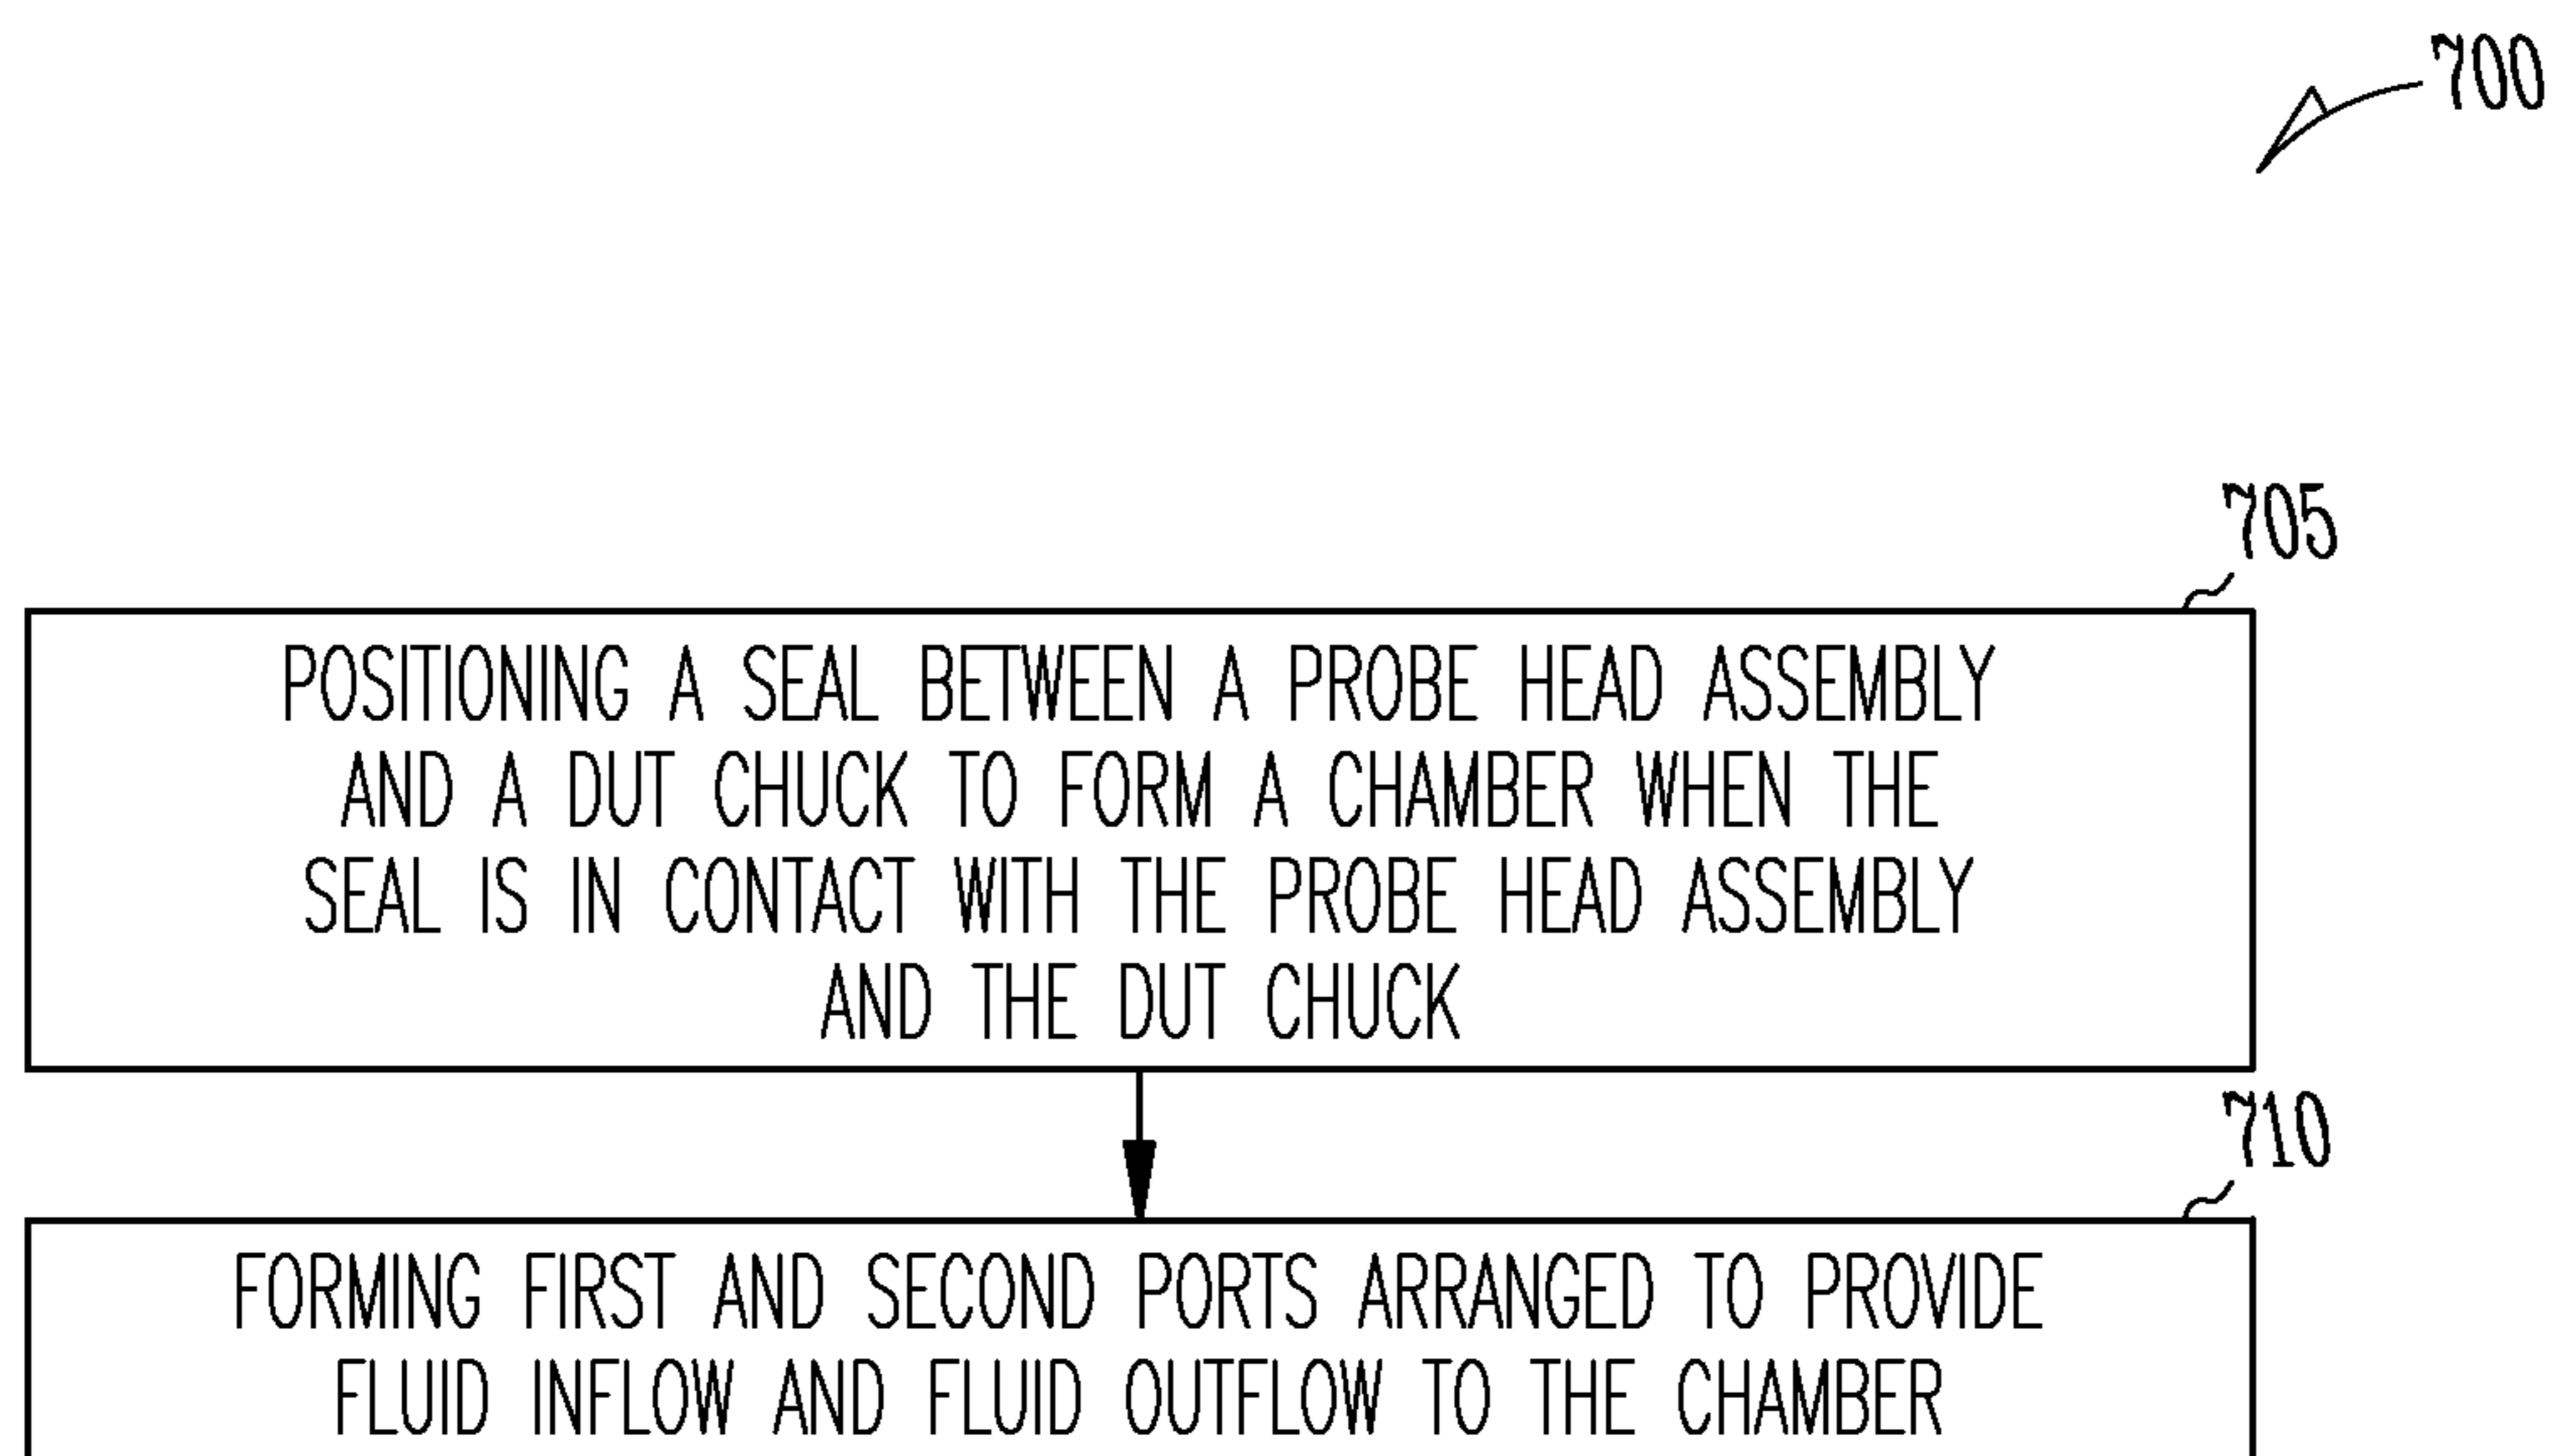 700
705
POSITIONING A SEAL BETWEEN A PROBE HEAD ASSEMBLY
AND A DUT CHUCK TO FORM A CHAMBER WHEN THE
SEAL IS IN CONTACT WITH THE PROBE HEAD ASSEMBLY
AND THE DUT CHUCK
710
FORMING FIRST AND SECOND PORTS ARRANGED TO PROVIDE
FLUID INFLOW AND FLUID OUTFLOW TO THE CHAMBER